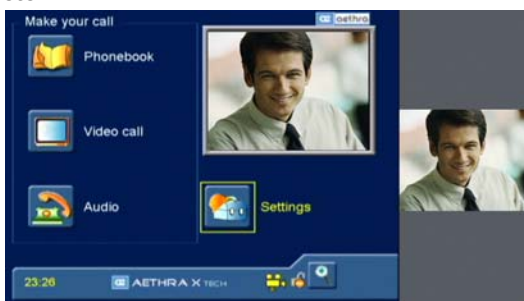 Make your call
aethra
Phonebook
Video call
Audio
Settings
23:26
AETHRA X TECH